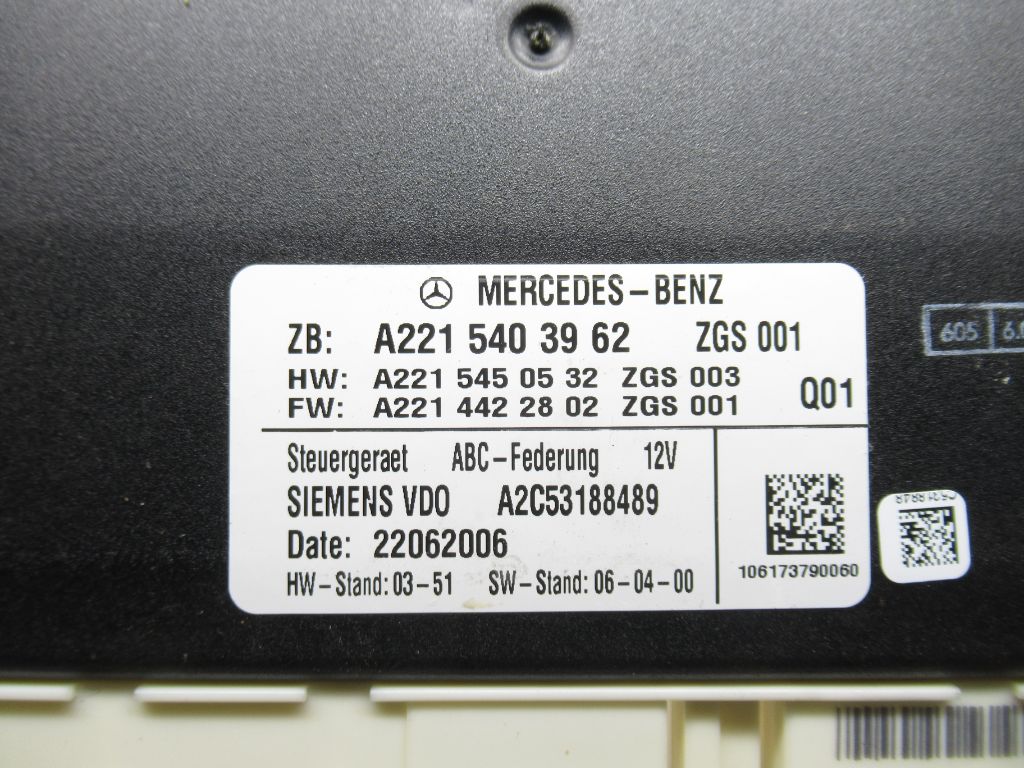 MERCEDES-BENZ
ZB: A221 540 39 62 ZGS 001
HW: A221 545 05 32 ZGS 003
FW: A221 442 28 02 ZGS 001
Q01
Steuergeraet ABC-Federung 12V
SIEMENS VDO A2C53188489
Date: 22062006
HW-Stand: 03-51 SW-Stand: 06-04-00
106173790060
605